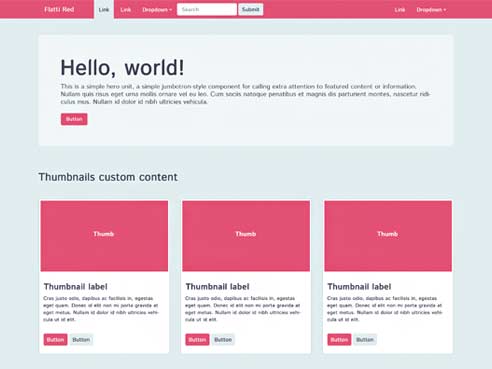 Flatti Red Link Link Dropdown Search Submit Link Dropdown
Hello, world!
This is a simple hero unit, a simple jumbotron-style component for calling extra attention to featured content or information.
Nullam quis risus eget urna mollis ornare vel eu leo. Cum sociis natoque penatibus et magnis dis parturient montes, nascetur ridi-
culus mus. Nullam id dolor id nibh ultricies vehicula.
Button
Thumbnails custom content
Thumb Thumb Thumb
Thumbnail label
Cras justo odio, dapibus ac facilisis in, egestas
eget quam. Donec id elit non mi porta gravida at
eget metus. Nullam id dolor id nibh ultricies vehi-
cula ut id elit.
Button Button
Thumbnail label
Cras justo odio, dapibus ac facilisis in, egestas
eget quam. Donec id elit non mi porta gravida at
eget metus. Nullam id dolor id nibh ultricies vehi-
cula ut id elit.
Button Button
Thumbnail label
Cras justo odio, dapibus ac facilisis in, egestas
eget quam. Donec id elit non mi porta gravida at
eget metus. Nullam id dolor id nibh ultricies vehi-
cula ut id elit.
Button Button